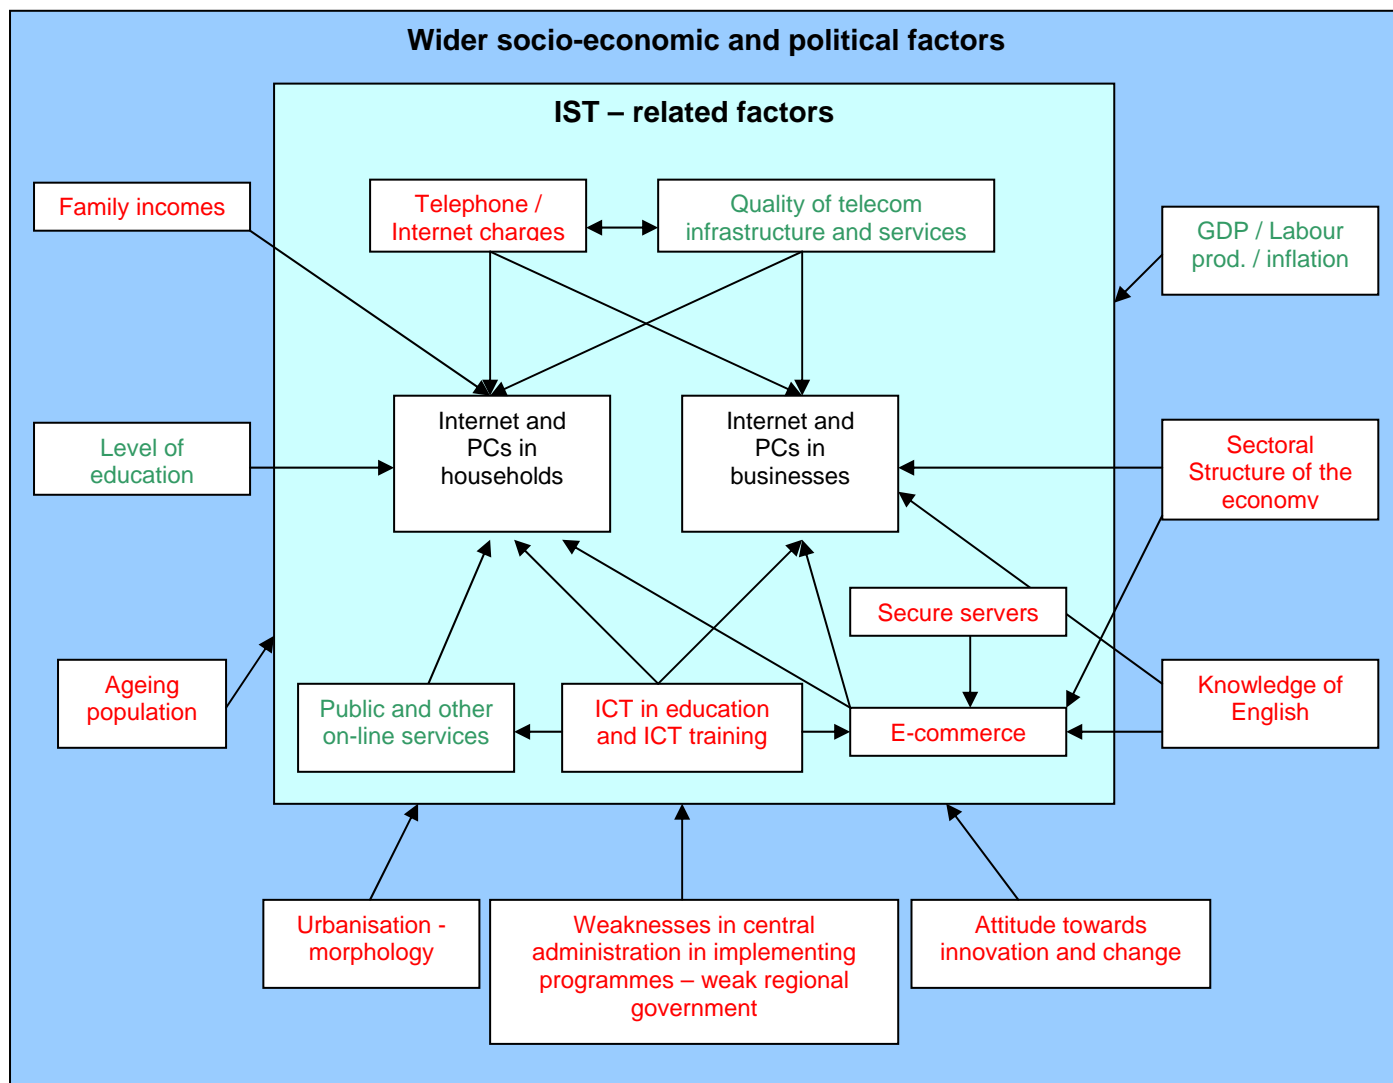 Wider socio-economic and political factors
IST – related factors
Family incomes
Telephone /
Internet charges
Quality of telecom
infrastructure and services
GDP / Labour
prod. / inflation
Level of
education
Internet and
PCs in
households
Internet and
PCs in
businesses
Sectoral
Structure of the
economy
Secure servers
Ageing
population
Public and other
on-line services
ICT in education
and ICT training
E-commerce
Knowledge of
English
Urbanisation -
morphology
Weaknesses in central
administration in implementing
programmes – weak regional
government
Attitude towards
innovation and change